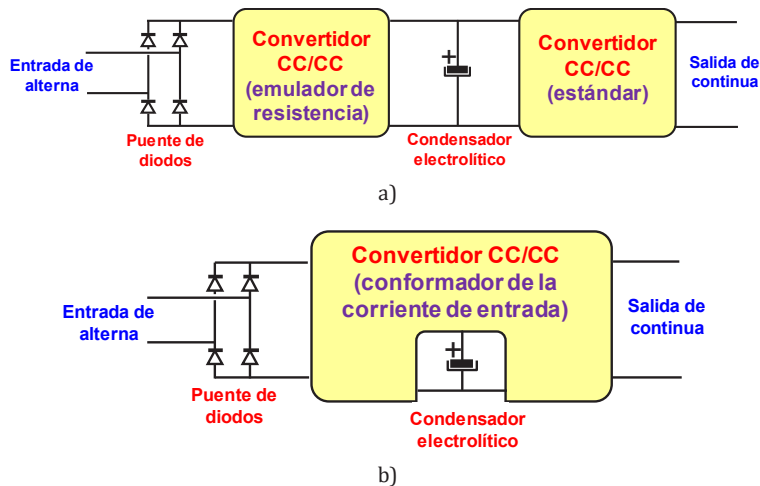 Convertidor
CC/CC
(emulador de
resistencia)
Convertidor
CC/CC
(estándar)
Entrada de
alterna
Salida de
continua
+
Puente de
diodos
Condensador
electrolítico
a)
Convertidor CC/CC
(conformador de la
corriente de entrada)
Entrada de
alterna
Salida de
continua
+
Puente de
diodos
Condensador
electrolítico
b)